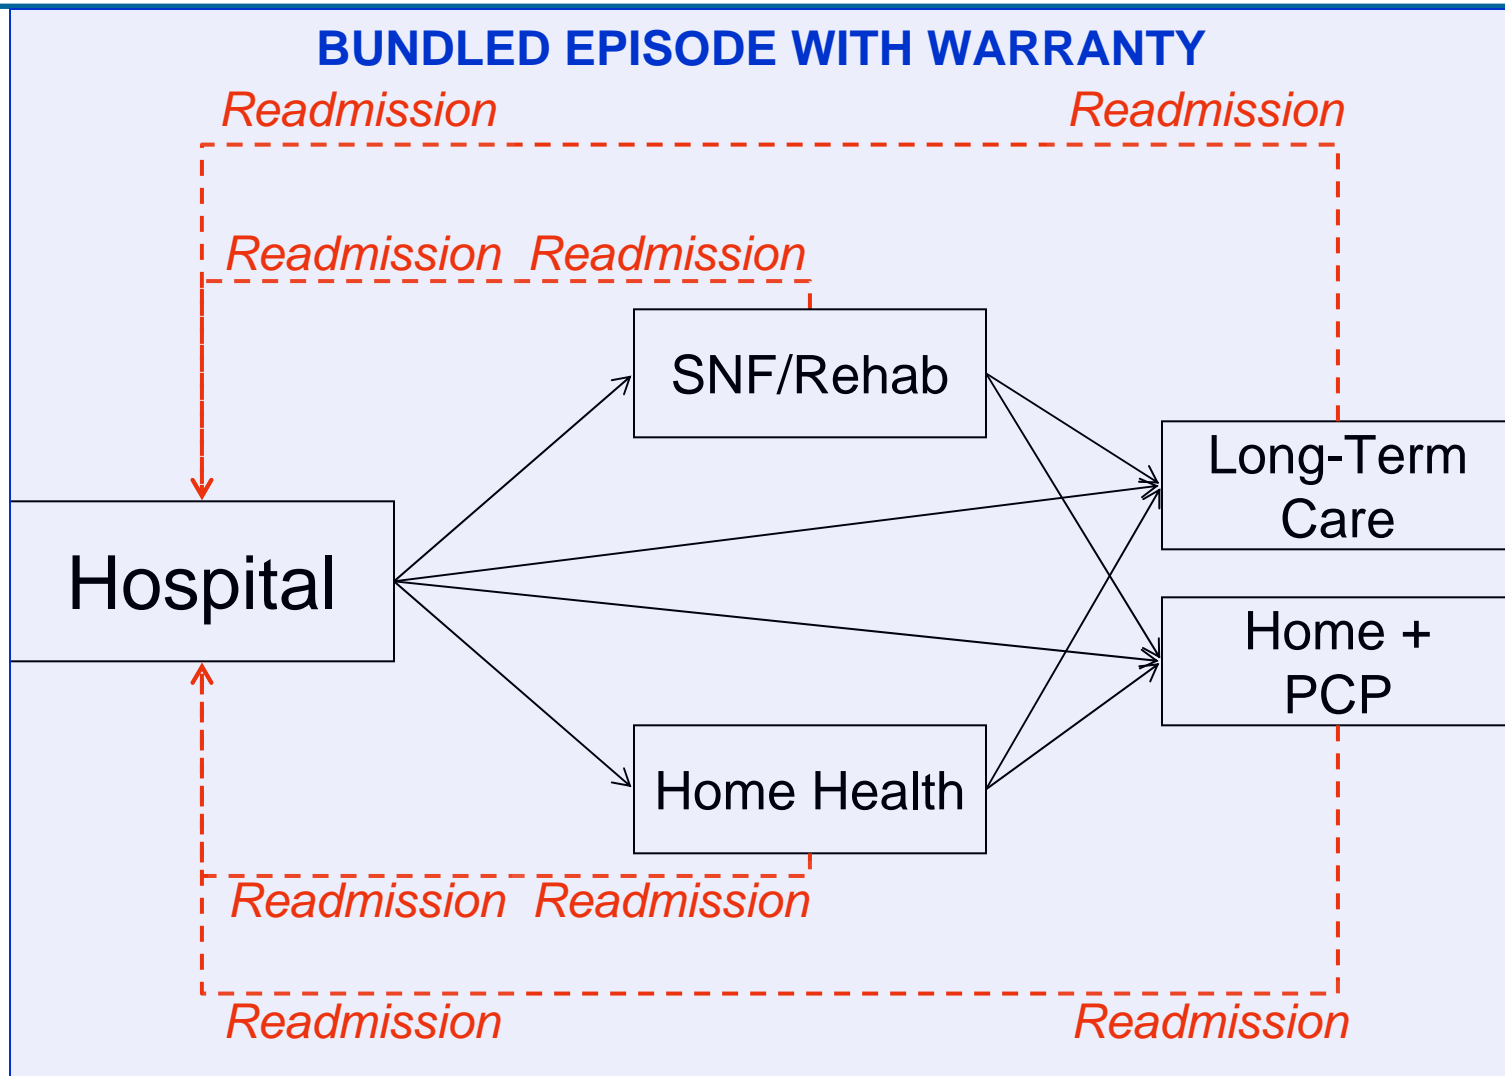 BUNDLED EPISODE WITH WARRANTY
Readmission Readmission
Readmission Readmission
SNF/Rehab
Long-Term
Care
Hospital
Home +
PCP
Home Health
Readmission Readmission
Readmission Readmission